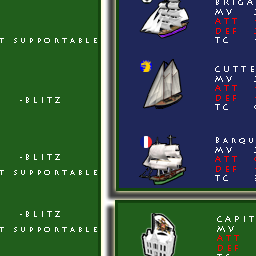 T SUPPORTABLE
-BLITZ
-BLITZ
T SUPPORTABLE
-BLITZ
T SUPPORTABLE
BRIGA
MV
ATT
DEF
TC
CUTTE
MV
ATT
DEF
TC
BARQU
MV
ATT
DEF
TC
CAPIT
MV
ATT
DEF
TC